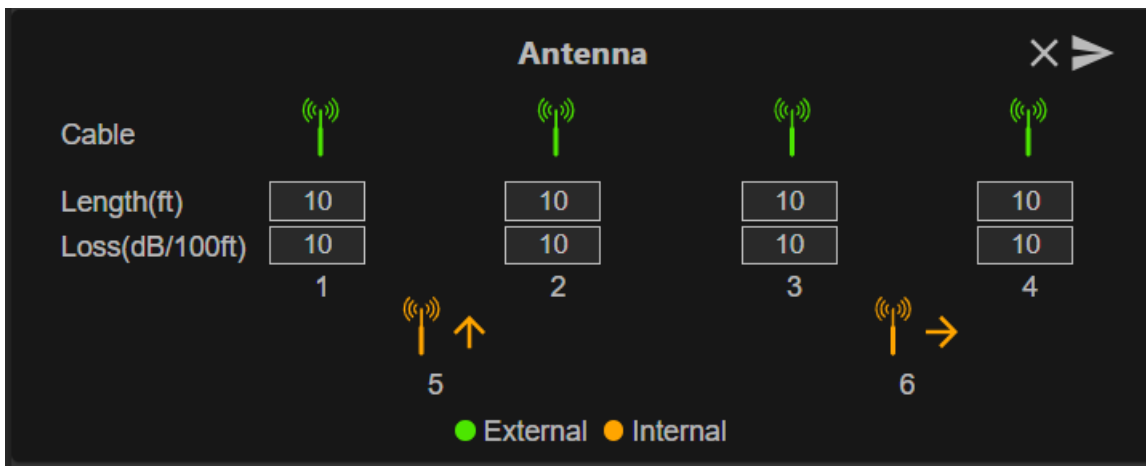 Antenna
Cable
Length(ft) 10 10 10 10
Loss(dB/100ft) 10 10 10 10
1 2 3 4
5 6
External Internal